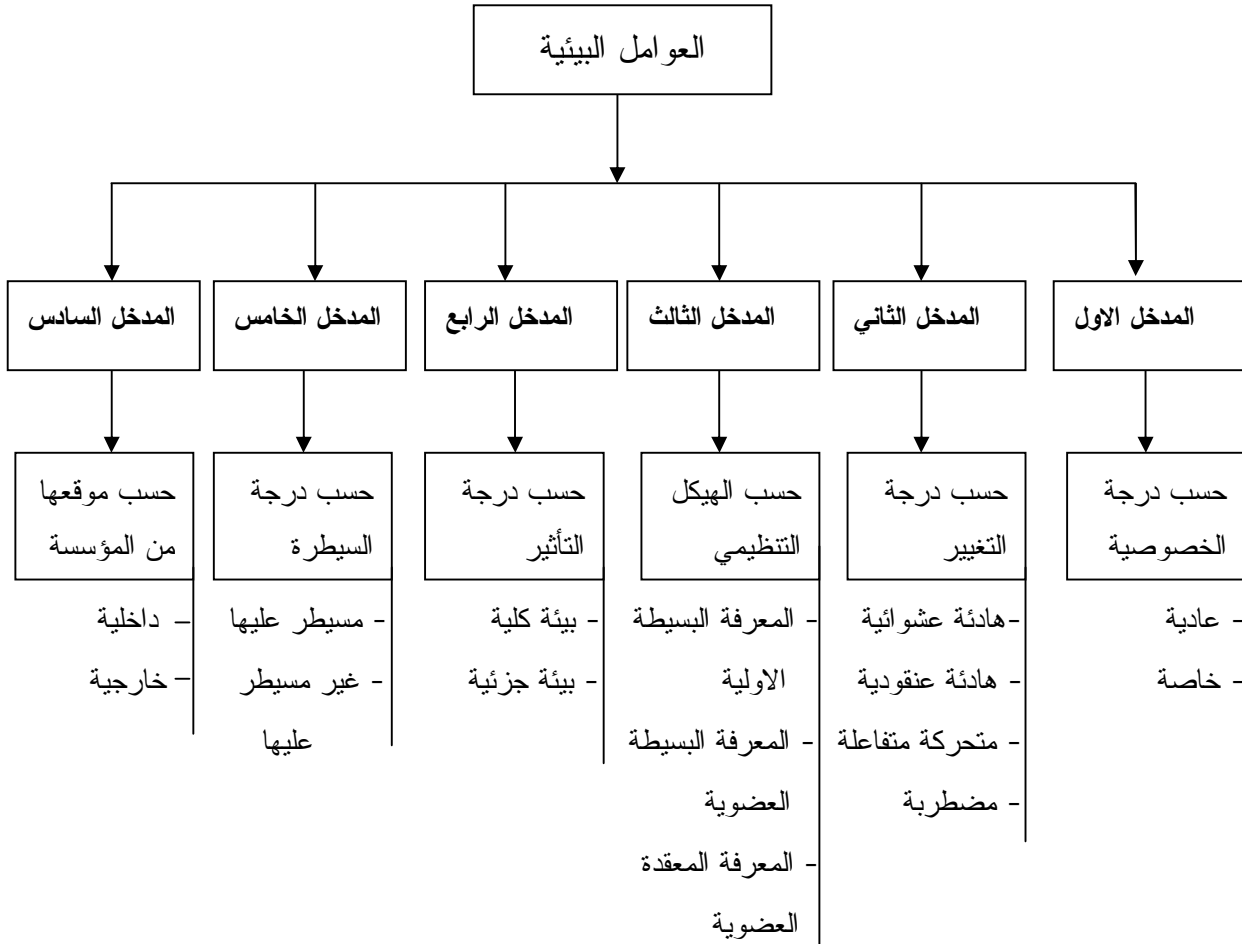 العوامل البيئية
المدخل الاول
المدخل الثاني
المدخل الثالث
المدخل الرابع
المدخل الخامس
المدخل السادس
حسب درجة
الخصوصية
- عادية
- خاصة
حسب درجة
التغيير
-هادئة عشوائية
- هادئة عنقودية
- متحركة متفاعلة
- مضطربة
حسب الهيكل
التنظيمي
- المعرفة البسيطة
الاولية
- المعرفة البسيطة
العضوية
- المعرفة المعقدة
العضوية
حسب درجة
التأثير
- بيئة كلية
- بيئة جزئية
حسب درجة
السيطرة
- مسيطر عليها
- غير مسيطر
عليها
حسب موقعها
من المؤسسة
– داخلية
– خارجية